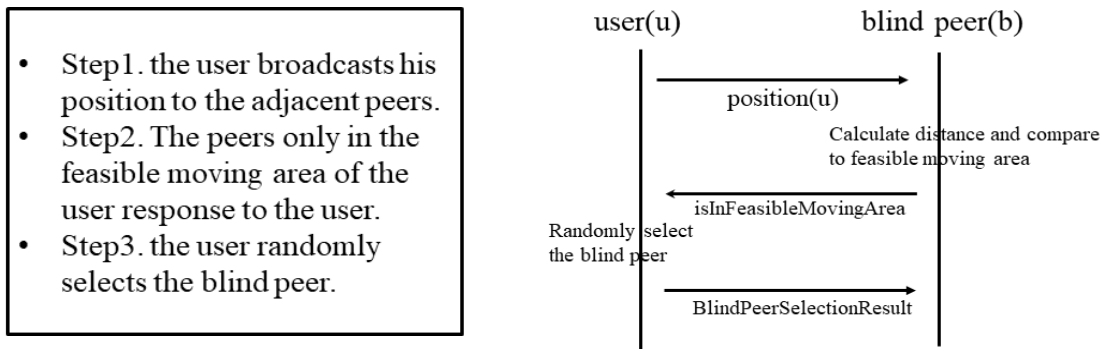 • Step1. the user broadcasts his
position to the adjacent peers.
• Step2. The peers only in the
feasible moving area of the
user response to the user.
• Step3. the user randomly
selects the blind peer.
user(u)
blind peer(b)
position(u)
Calculate distance and compare
to feasible moving area
isInFeasibleMovingArea
Randomly select
the blind peer
BlindPeerSelectionResult